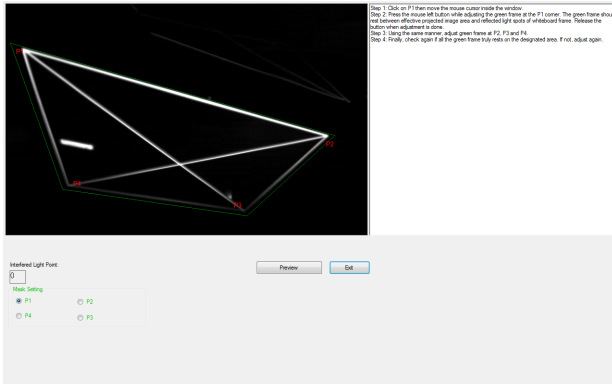 Step 1: Click on P1 then move the mouse cursor inside the window.
Step 2: Press the mouse left button while adjusting the green frame at the P1 corner. The green frame shou
rest between effective projected image area and reflected light spots of whiteboard frame. Release the
button when adjustment is done.
Step 3: Using the same manner, adjust green frame at P2, P3 and P4.
Step 4: Finally, check again if all the green frame truly rests on the designated area. If not, adjust again.
P1
P2
P4
P3
Interfered Light Point:
0
Preview
Exit
Mask Setting
P1
P2
P4
P3